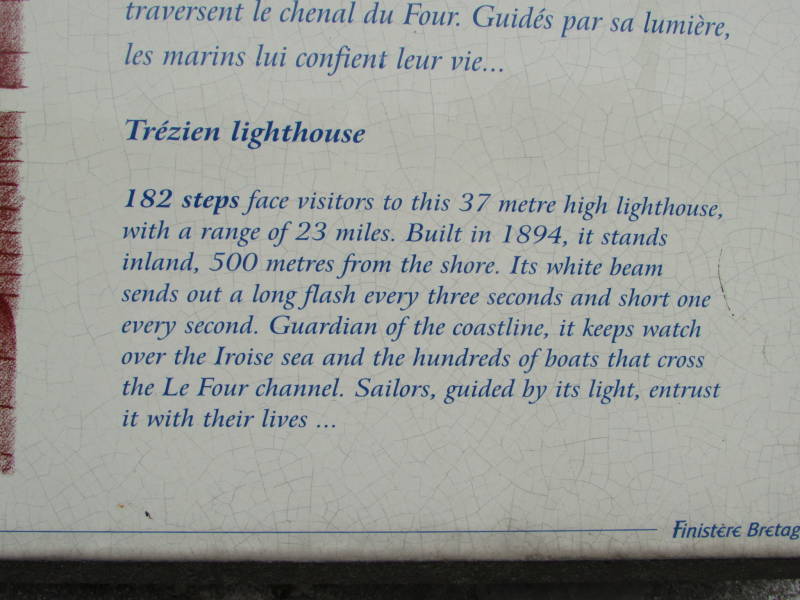 traversent le chenal du Four. Guidés par sa lumière,
les marins lui confient leur vie...
Trézien lighthouse
182 steps face visitors to this 37 metre high lighthouse,
with a range of 23 miles. Built in 1894, it stands
inland, 500 metres from the shore. Its white beam
sends out a long flash every three seconds and short one
every second. Guardian of the coastline, it keeps watch
over the Iroise sea and the hundreds of boats that cross
the Le Four channel. Sailors, guided by its light, entrust
it with their lives ...
Finistère Bretag